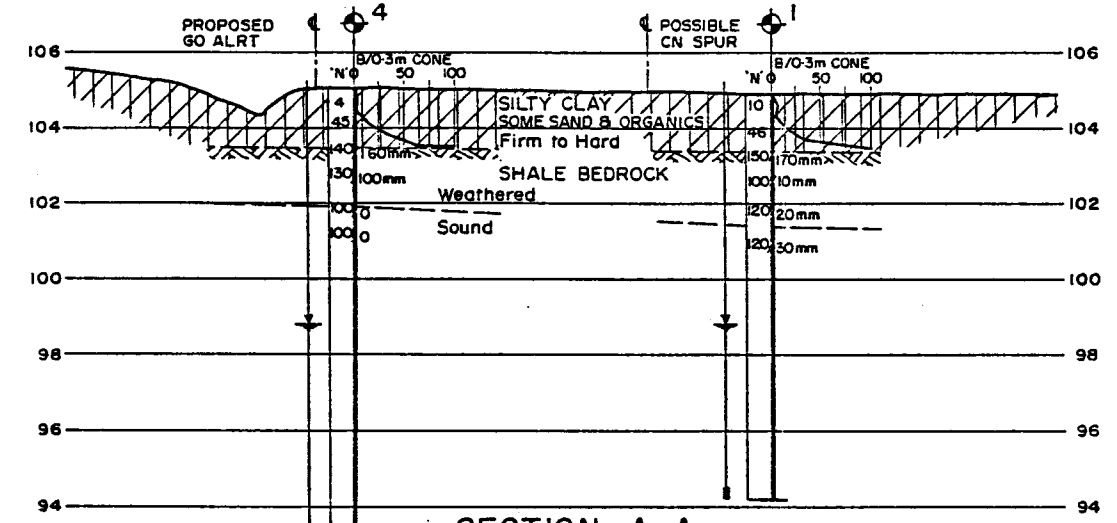 PROPOSED
GO ALRT
℄
4
POSSIBLE
CN SPUR
℄
1
106
106
B/0·3m CONE
'N' 0 50 100
B/0·3m CONE
'N' 0 50 100
4
SILTY CLAY
10
45
SOME SAND & ORGANICS
104
104
46
Firm to Hard
140 160mm
150 170mm
130 100mm
SHALE BEDROCK
100 10mm
Weathered
102
102
100 0
120 20mm
Sound
100 0
120 30mm
100
100
98
98
96
96
94
94